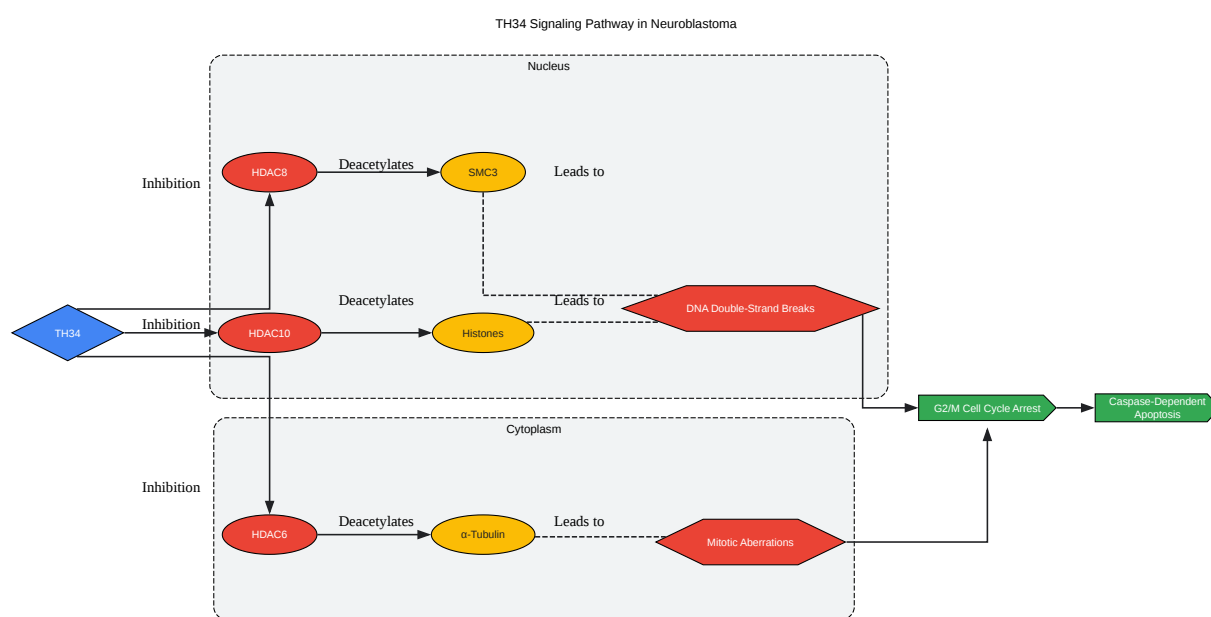 TH34 Signaling Pathway in Neuroblastoma
Nucleus
Inhibition
HDAC8
Deacetylates
SMC3
Leads to
TH34
Inhibition
HDAC10
Deacetylates
Histones
Leads to
DNA Double-Strand Breaks
G2/M Cell Cycle Arrest
Caspase-Dependent
Apoptosis
Cytoplasm
Inhibition
HDAC6
Deacetylates
α-Tubulin
Leads to
Mitotic Aberrations